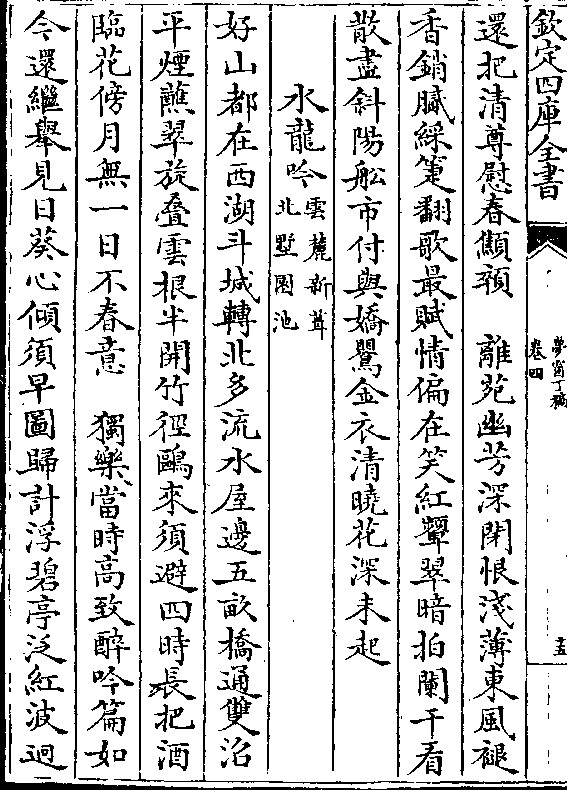 欽定四庫全書
夢窗丁稿
卷四
五
還把清尊慰春顦顇　離苑幽芳深閉恨淺薄東風褪
香銷膩綵箑翻歌最賦情偏在笑紅顰翠暗拍闌干看
散盡斜陽船市付與嬌鶯金衣清曉花深未起
水龍吟雲麓新葺
北墅園池
好山都在西湖斗城轉北多流水屋邊五畝橋通雙沼
平煙蘸翠旋疊雲根半開竹徑鷗來須避四時長把酒
臨花傍月無一日不春意　獨樂當時高致醉吟篇如
今還繼舉見日葵心傾須早圖歸計浮碧亭泛紅波迥